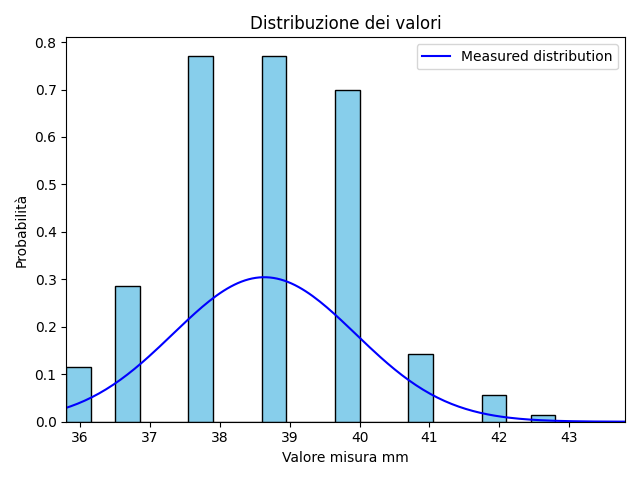 Distribuzione dei valori
Measured distribution
Probabilità
0.8
0.7
0.6
0.5
0.4
0.3
0.2
0.1
0.0
36 37 38 39 40 41 42 43
Valore misura mm